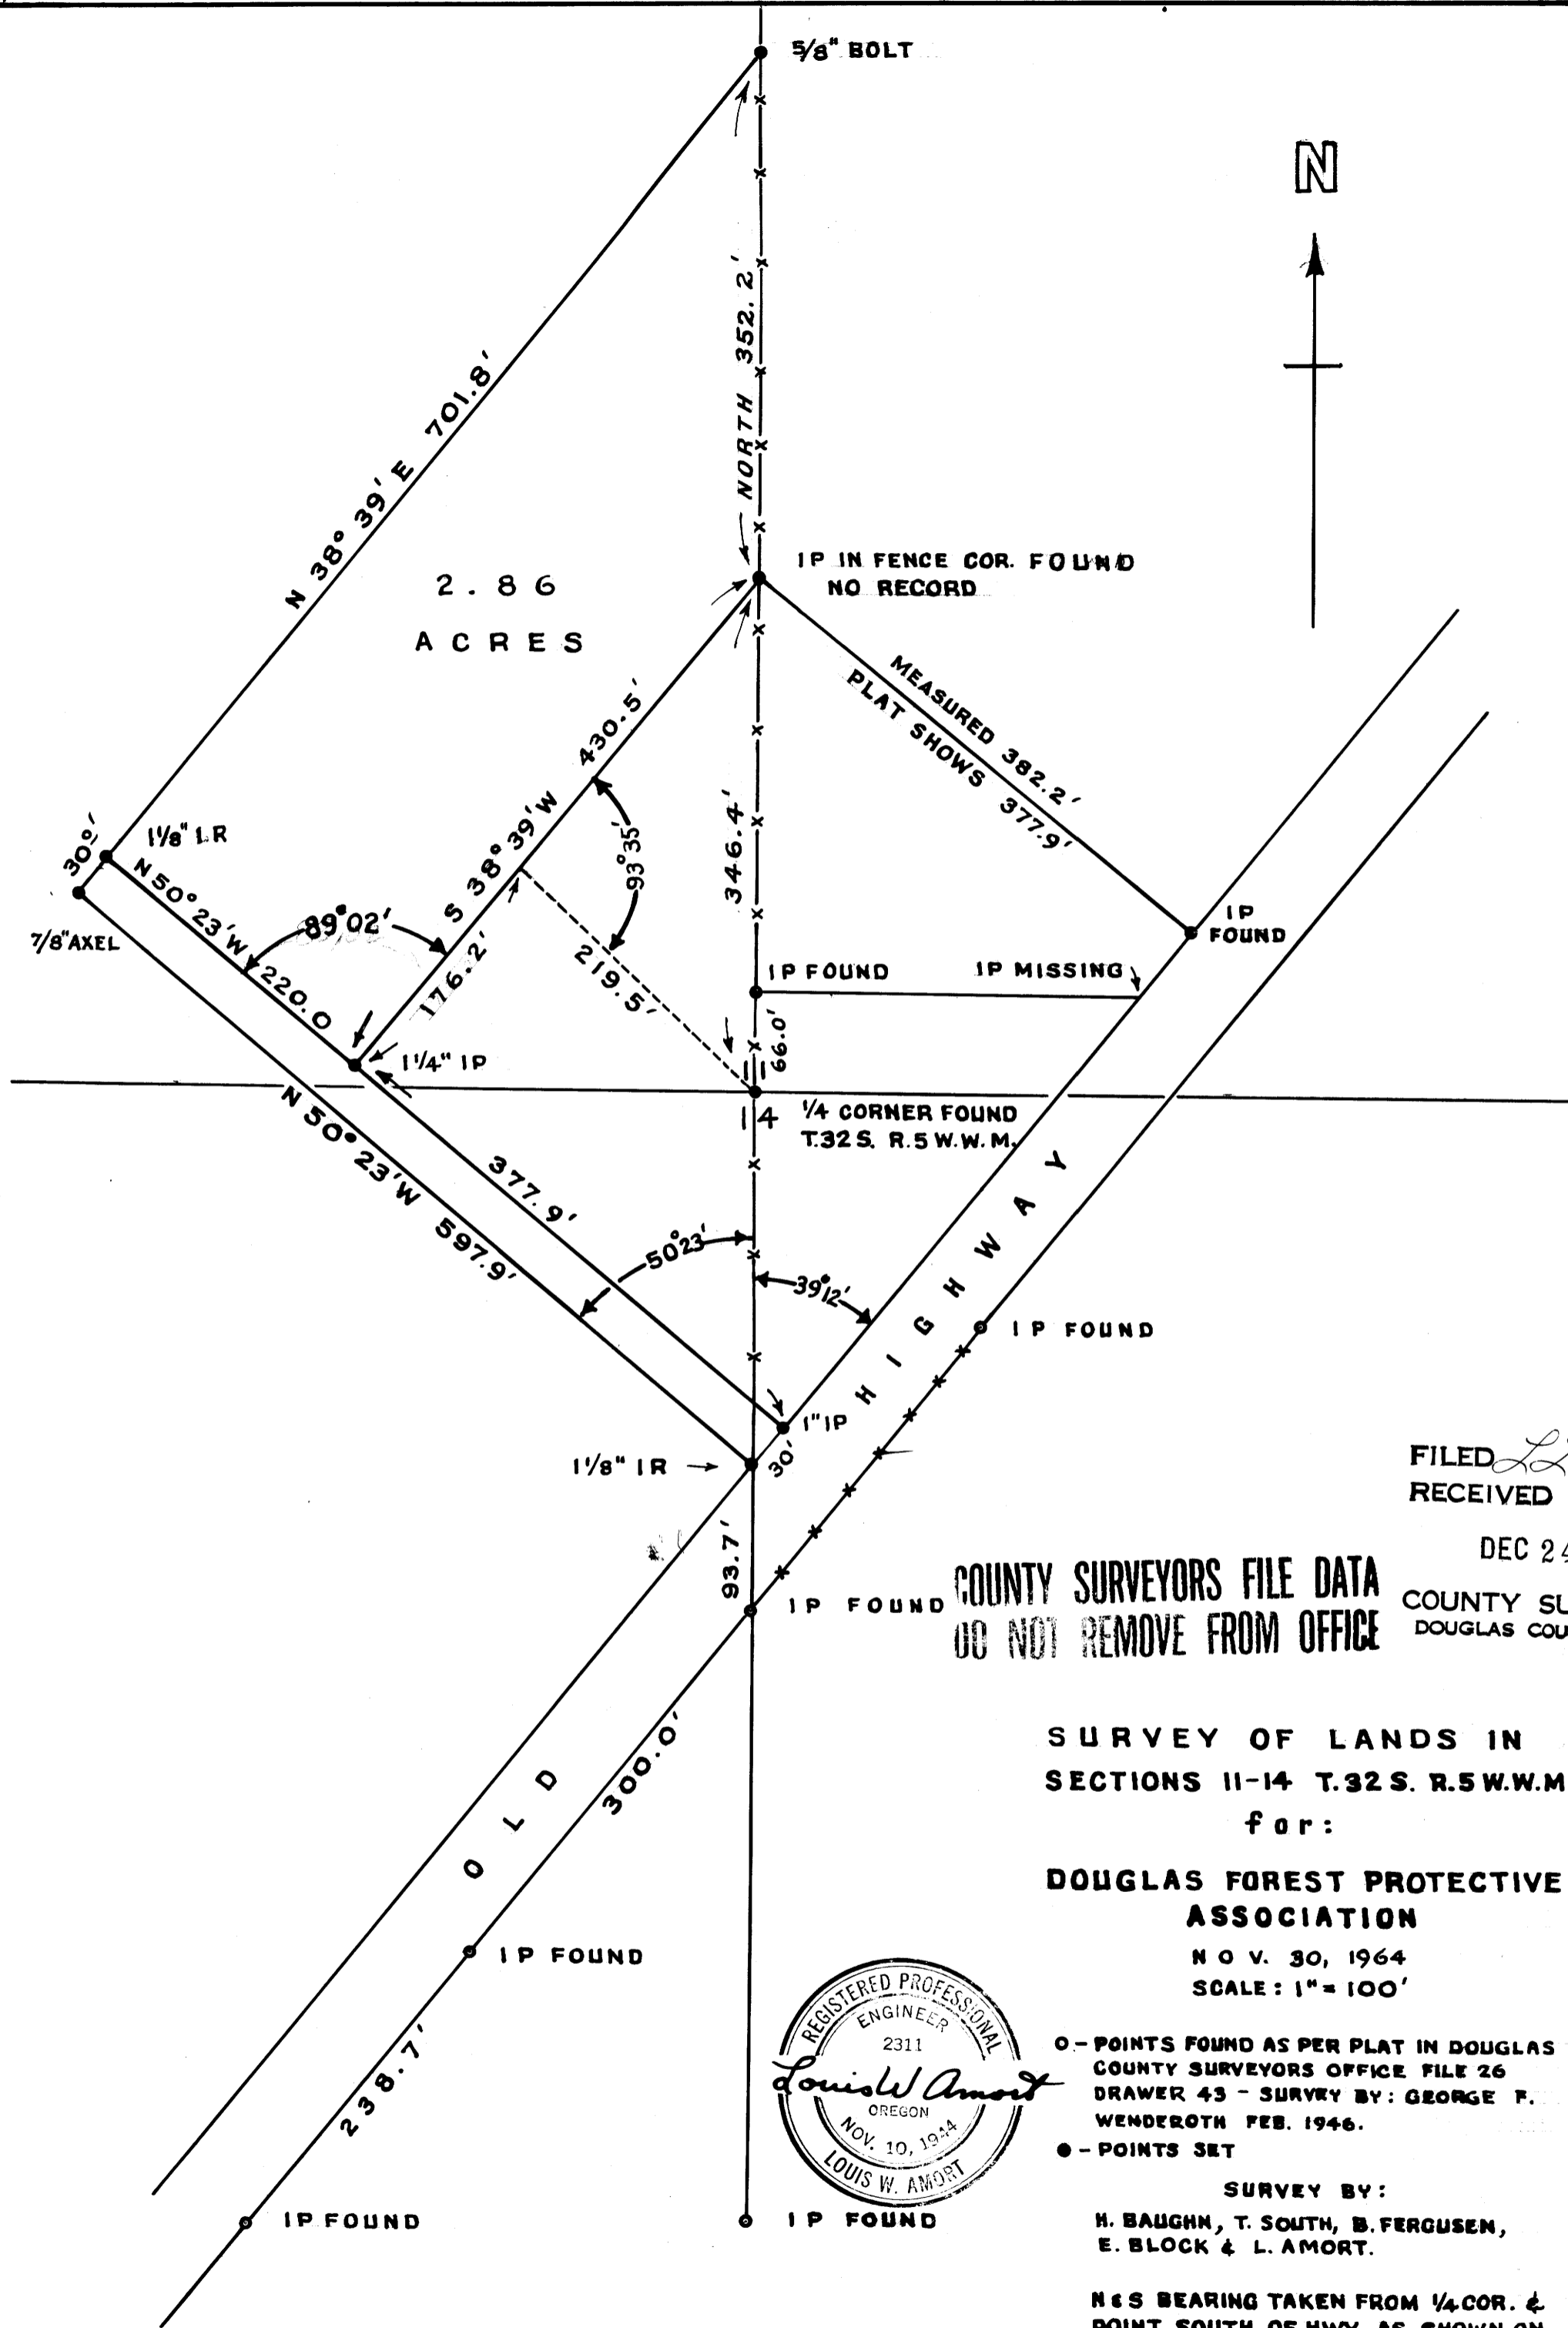 5/8" BOLT
N
NORTH 352.2'
N 38° 39' E 701.8'
IP IN FENCE COR. FOUND
NO RECORD
2.86
ACRES
MEASURED 382.2'
PLAT SHOWS 377.9'
S 38° 39' W 430.5'
93°35'
346.4'
30°'
1 1/8" I.R
N 50° 23' W 220.0
89°02'
7/8" AXEL
176.2'
219.5'
IP
FOUND
IP FOUND
IP MISSING
66.0'
1 1/4" IP
11
14
1/4 CORNER FOUND
T.32 S. R.5 W.W.M.
N 50° 23' W 597.9'
377.9'
50°23'
39°12'
OLD HIGHWAY
IP FOUND
1" IP
30'
1 1/8" IR
93.7'
IP FOUND
FILED
RECEIVED
DEC 24
COUNTY SU
DOUGLAS COU
COUNTY SURVEYORS FILE DATA
DO NOT REMOVE FROM OFFICE
300.0'
IP FOUND
238.7'
IP FOUND
IP FOUND
SURVEY OF LANDS IN
SECTIONS 11-14 T.32 S. R.5 W.W.M
for:
DOUGLAS FOREST PROTECTIVE
ASSOCIATION
NOV. 30, 1964
SCALE: 1" = 100'
REGISTERED PROFESSIONAL
ENGINEER
2311
Louis W Amort
OREGON
NOV. 10, 1944
LOUIS W. AMORT
O - POINTS FOUND AS PER PLAT IN DOUGLAS
COUNTY SURVEYORS OFFICE FILE 26
DRAWER 43 - SURVEY BY: GEORGE F.
WENDEROTH FEB. 1946.
● - POINTS SET
SURVEY BY:
H. BAUGHN, T. SOUTH, B. FERGUSEN,
E. BLOCK & L. AMORT.
N & S BEARING TAKEN FROM 1/4 COR. &
POINT SOUTH OF HWY. AS SHOWN ON